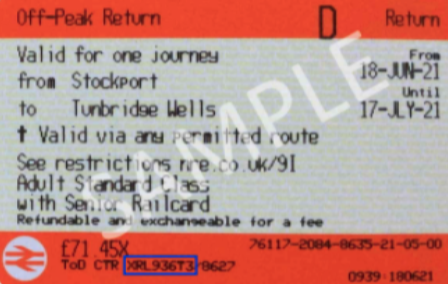 Off-Peak Return D Return
Valid for one journey From
from Stockport 18-JUN-21
Until
to Tunbridge Wells 17-JLY-21
† Valid via any permitted route
See restrictions nre.co.uk/9I
Adult Standard Class
with Senior Railcard
Refundable and exchangeable for a fee
£71.45X 76117-2084-8635-21-05-00
ToD CTR XRL936T3-8627
0939-180621
SAMPLE